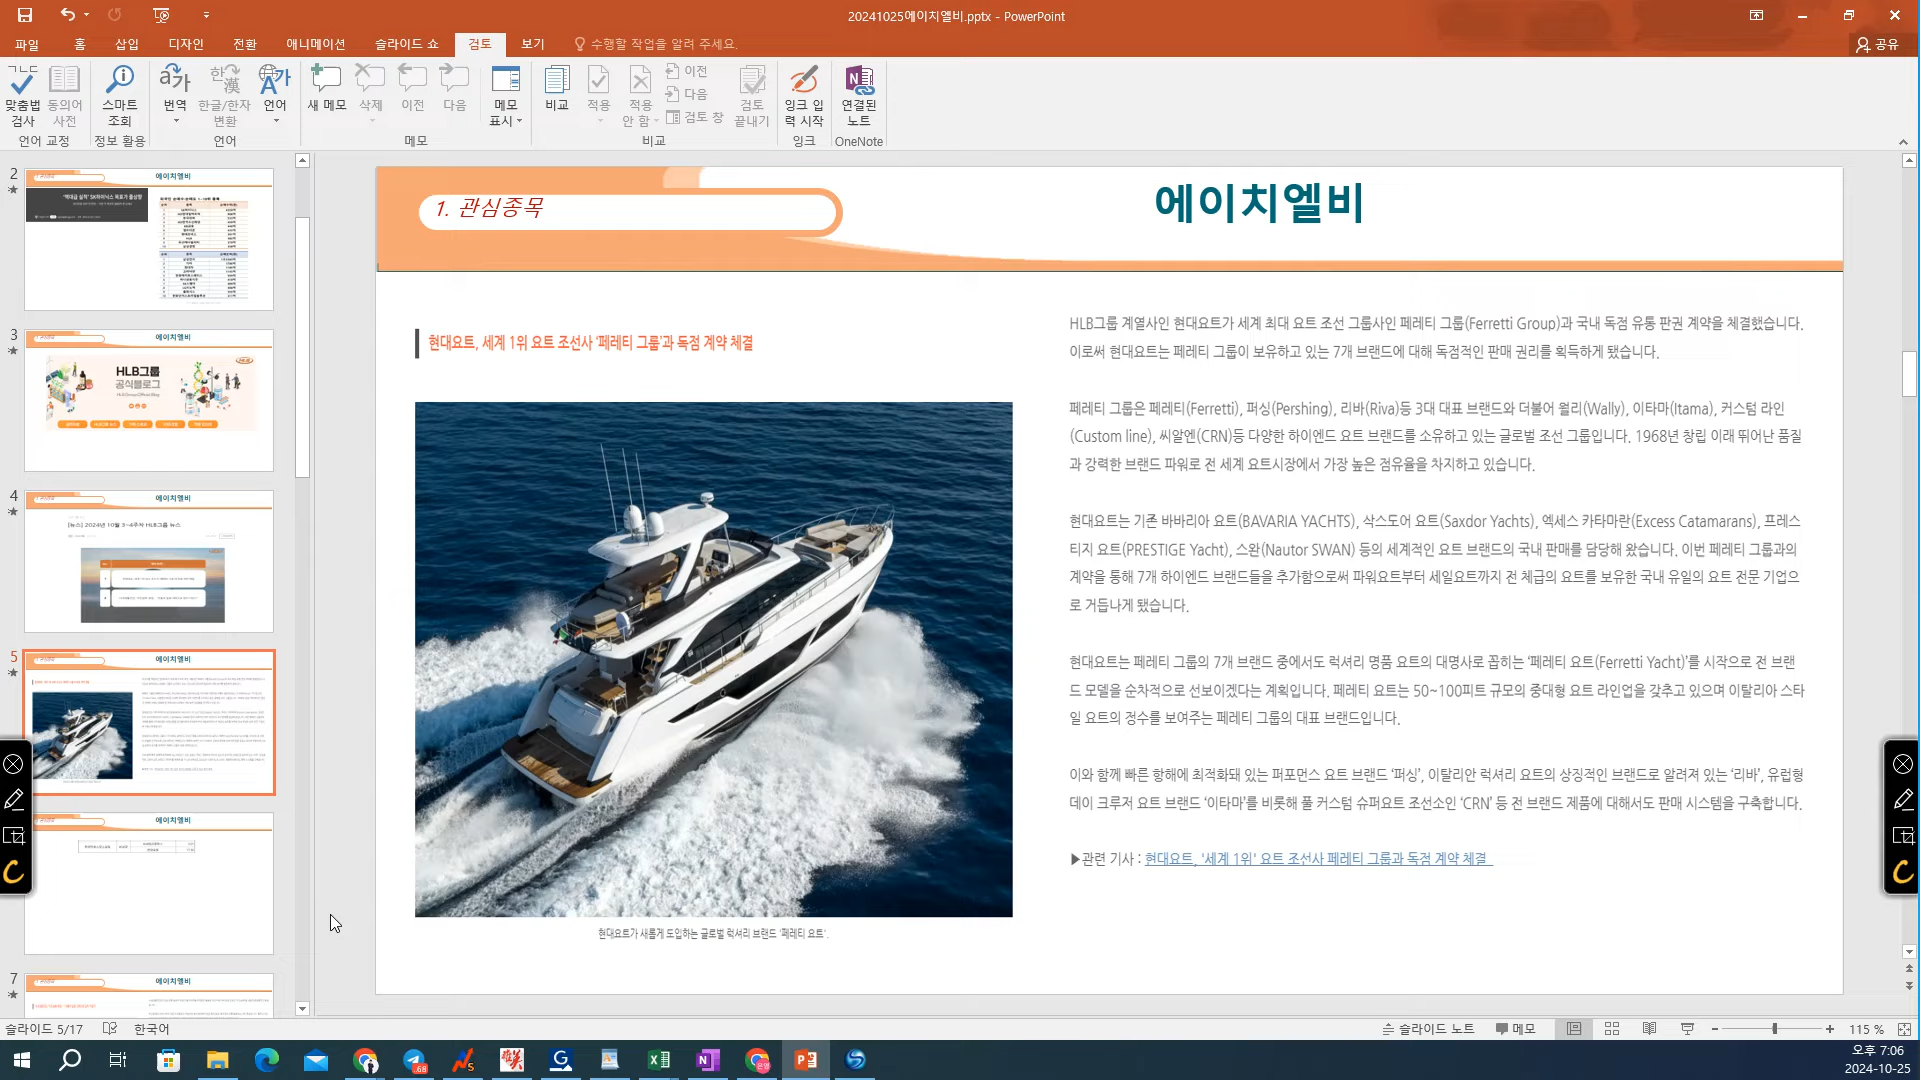 20241025에이치엘비.pptx - PowerPoint
파일 홈 삽입 디자인 전환 애니메이션 슬라이드 쇼 검토 보기 수행할 작업을 알려 주세요. 공유
맞춤법 검사
동의어 사전
스마트 조회
번역
한글/한자 변환
언어
새 메모
삭제
이전
다음
메모 표시
비교
적용
적용 안 함
이전
다음
검토 창
검토 끝내기
잉크 입력 시작
연결된 노트
언어 교정 정보 활용 언어 메모 비교 잉크 OneNote
2
에이치엘비
'역대급 실적' SK하이닉스 목표가 줄상향
3
에이치엘비
HLB그룹
공식블로그
4
에이치엘비
[뉴스] 2024년 10월 3~4주차 HLB그룹 뉴스
5
에이치엘비
에이치엘비
7
에이치엘비
1. 관심종목
에이치엘비
현대요트, 세계 1위 요트 조선사 '페레티 그룹'과 독점 계약 체결
현대요트가 새롭게 도입하는 글로벌 럭셔리 브랜드 '페레티 요트'.
HLB그룹 계열사인 현대요트가 세계 최대 요트 조선 그룹사인 페레티 그룹(Ferretti Group)과 국내 독점 유통 판권 계약을 체결했습니다.
이로써 현대요트는 페레티 그룹이 보유하고 있는 7개 브랜드에 대해 독점적인 판매 권리를 획득하게 됐습니다.
페레티 그룹은 페레티(Ferretti), 퍼싱(Pershing), 리바(Riva)등 3대 대표 브랜드와 더불어 월리(Wally), 이타마(Itama), 커스텀 라인
(Custom line), 씨알엔(CRN)등 다양한 하이엔드 요트 브랜드를 소유하고 있는 글로벌 조선 그룹입니다. 1968년 창립 이래 뛰어난 품질
과 강력한 브랜드 파워로 전 세계 요트시장에서 가장 높은 점유율을 차지하고 있습니다.
현대요트는 기존 바바리아 요트(BAVARIA YACHTS), 삭스도어 요트(Saxdor Yachts), 엑세스 카타마란(Excess Catamarans), 프레스
티지 요트(PRESTIGE Yacht), 스완(Nautor SWAN) 등의 세계적인 요트 브랜드의 국내 판매를 담당해 왔습니다. 이번 페레티 그룹과의
계약을 통해 7개 하이엔드 브랜드들을 추가함으로써 파워요트부터 세일요트까지 전 체급의 요트를 보유한 국내 유일의 요트 전문 기업으
로 거듭나게 됐습니다.
현대요트는 페레티 그룹의 7개 브랜드 중에서도 럭셔리 명품 요트의 대명사로 꼽히는 '페레티 요트(Ferretti Yacht)'를 시작으로 전 브랜
드 모델을 순차적으로 선보이겠다는 계획입니다. 페레티 요트는 50~100피트 규모의 중대형 요트 라인업을 갖추고 있으며 이탈리아 스타
일 요트의 정수를 보여주는 페레티 그룹의 대표 브랜드입니다.
이와 함께 빠른 항해에 최적화돼 있는 퍼포먼스 요트 브랜드 '퍼싱', 이탈리안 럭셔리 요트의 상징적인 브랜드로 알려져 있는 '리바', 유럽형
데이 크루저 요트 브랜드 '이타마'를 비롯해 풀 커스텀 슈퍼요트 조선소인 'CRN' 등 전 브랜드 제품에 대해서도 판매 시스템을 구축합니다.
▶관련 기사 : 현대요트, '세계 1위' 요트 조선사 페레티 그룹과 독점 계약 체결
슬라이드 5/17 한국어 슬라이드 노트 메모 115 %
오후 7:06
2024-10-25